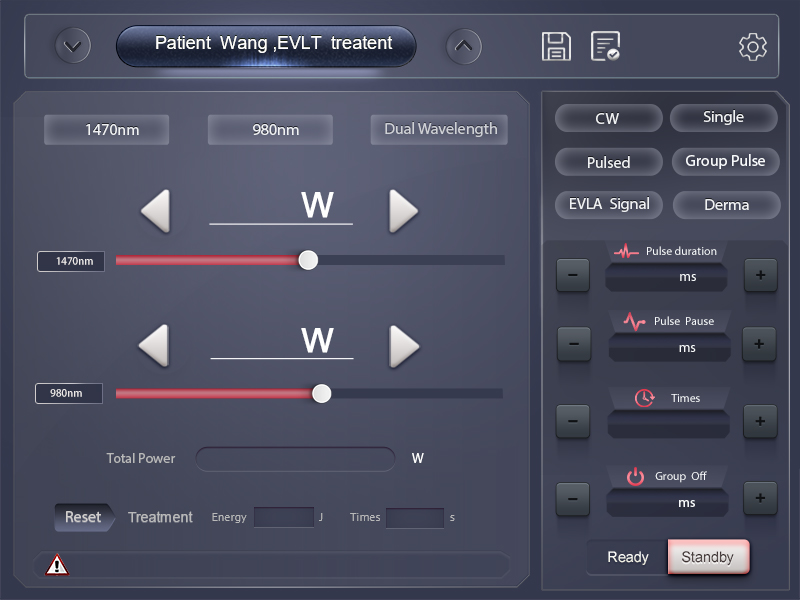 Patient Wang ,EVLT treatent
1470nm
980nm
Dual Wavelength
W
1470nm
W
980nm
Total Power
W
Reset
Treatment
Energy
J
Times
s
CW
Single
Pulsed
Group Pulse
EVLA Signal
Derma
Pulse duration
− ms +
Pulse Pause
− ms +
Times
− +
Group Off
− ms +
Ready
Standby